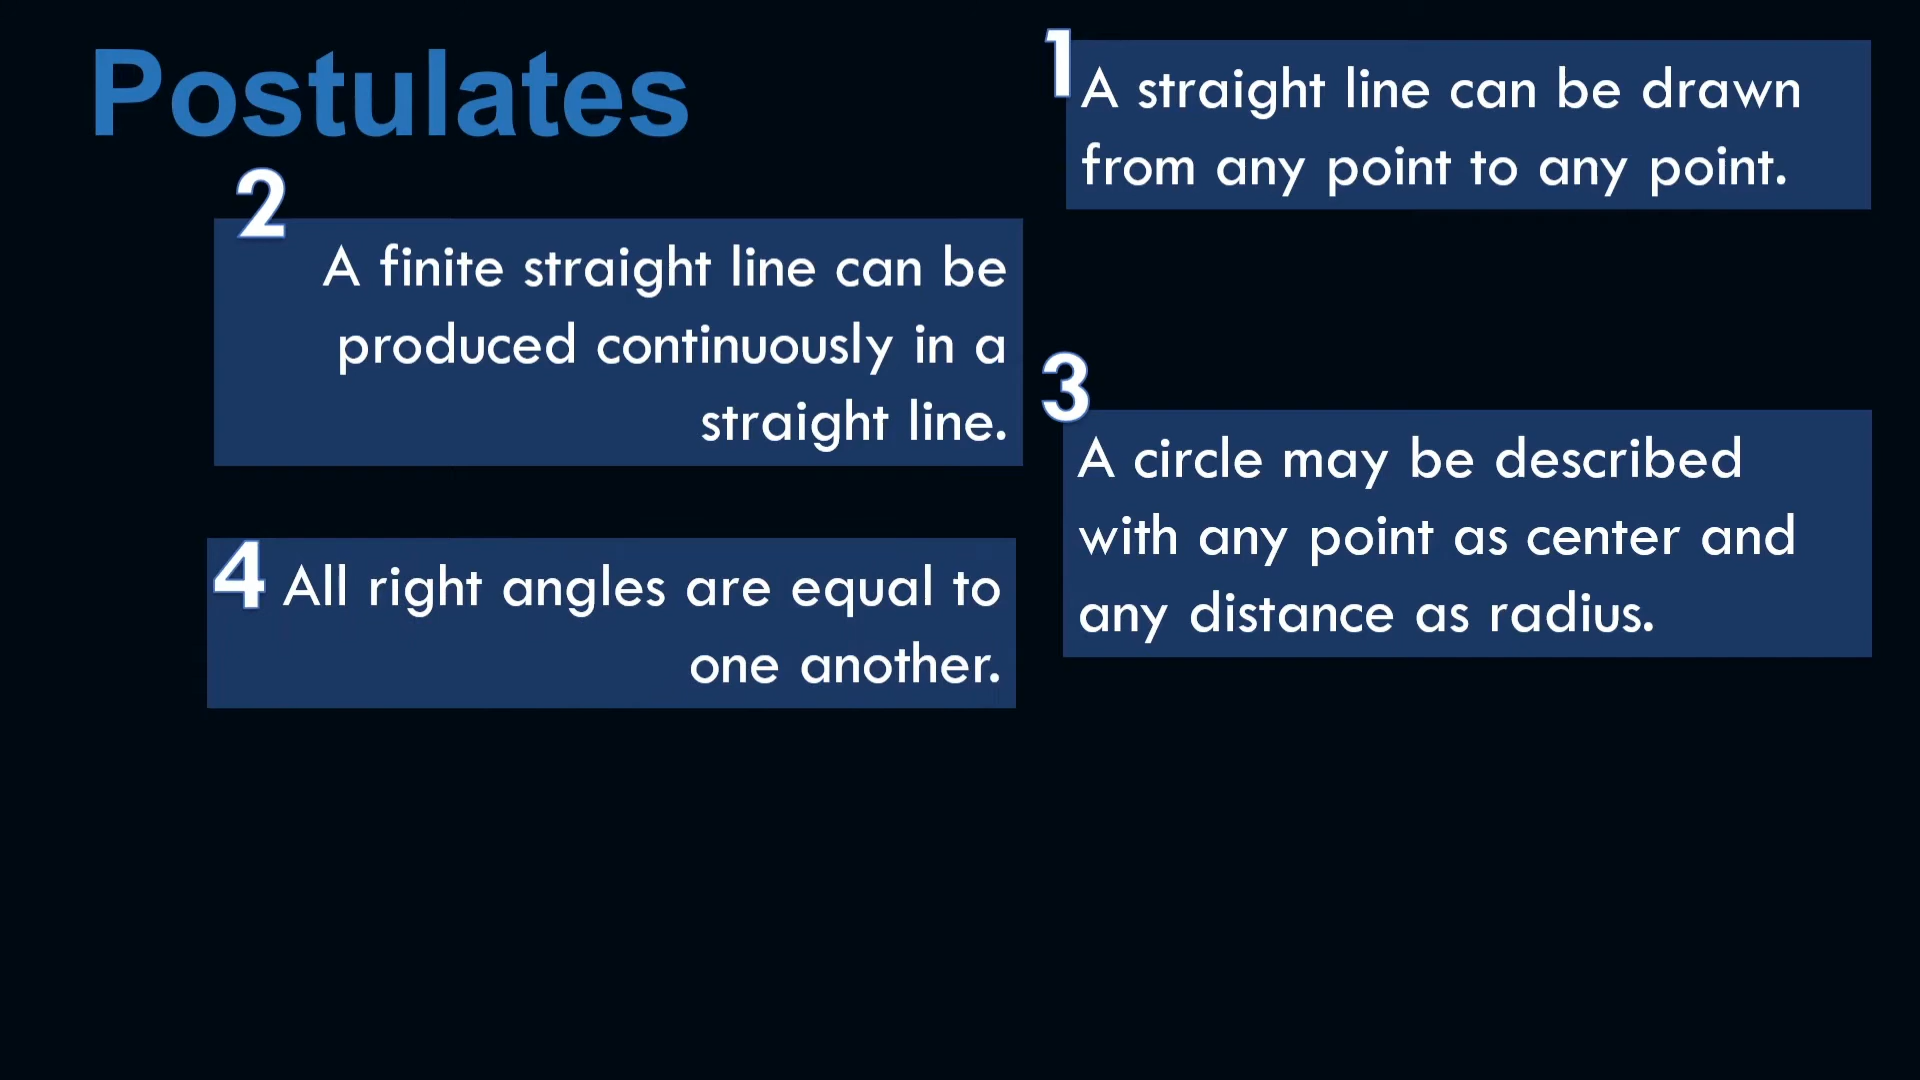 Postulates
1
A straight line can be drawn
from any point to any point.
2
A finite straight line can be
produced continuously in a
straight line.
3
A circle may be described
with any point as center and
any distance as radius.
4
All right angles are equal to
one another.